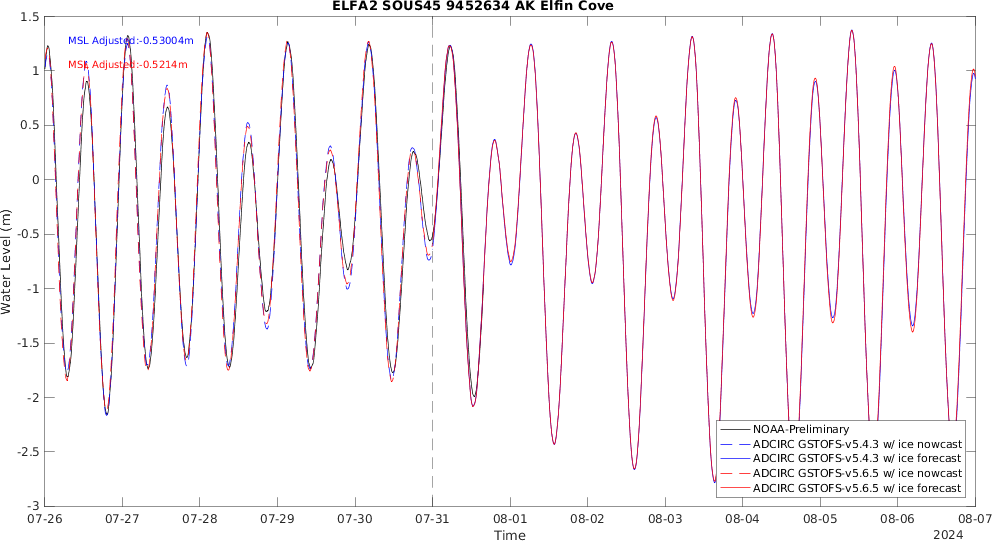 ELFA2 SOUS45 9452634 AK Elfin Cove
MSL Adjusted:-0.53004m
MSL Adjusted:-0.5214m
1.5
1
0.5
0
-0.5
-1
-1.5
-2
-2.5
-3
Water Level (m)
NOAA-Preliminary
ADCIRC GSTOFS-v5.4.3 w/ ice nowcast
ADCIRC GSTOFS-v5.4.3 w/ ice forecast
ADCIRC GSTOFS-v5.6.5 w/ ice nowcast
ADCIRC GSTOFS-v5.6.5 w/ ice forecast
07-26 07-27 07-28 07-29 07-30 07-31 08-01 08-02 08-03 08-04 08-05 08-06 08-07
Time
2024